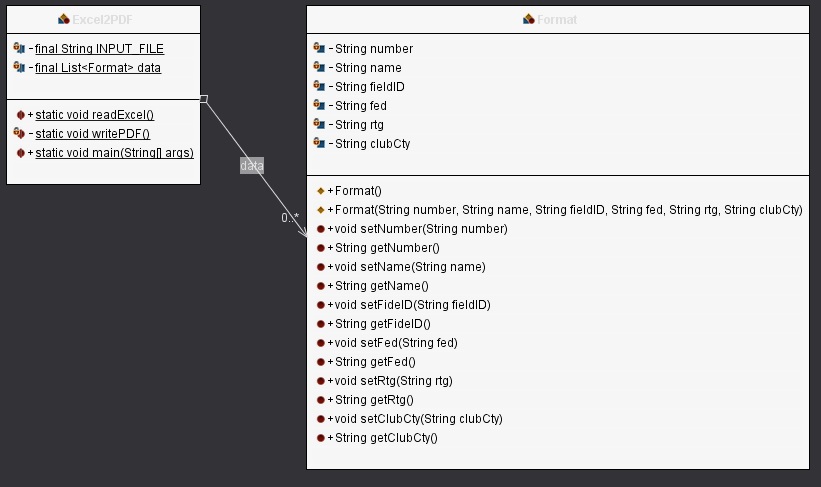 Excel2PDF
- final String INPUT_FILE
- final List<Format> data
+ static void readExcel()
- static void writePDF()
+ static void main(String[] args)
data
0..*
Format
- String number
- String name
- String fieldID
- String fed
- String rtg
- String clubCty
+ Format()
+ Format(String number, String name, String fieldID, String fed, String rtg, String clubCty)
+ void setNumber(String number)
+ String getNumber()
+ void setName(String name)
+ String getName()
+ void setFideID(String fieldID)
+ String getFideID()
+ void setFed(String fed)
+ String getFed()
+ void setRtg(String rtg)
+ String getRtg()
+ void setClubCty(String clubCty)
+ String getClubCty()